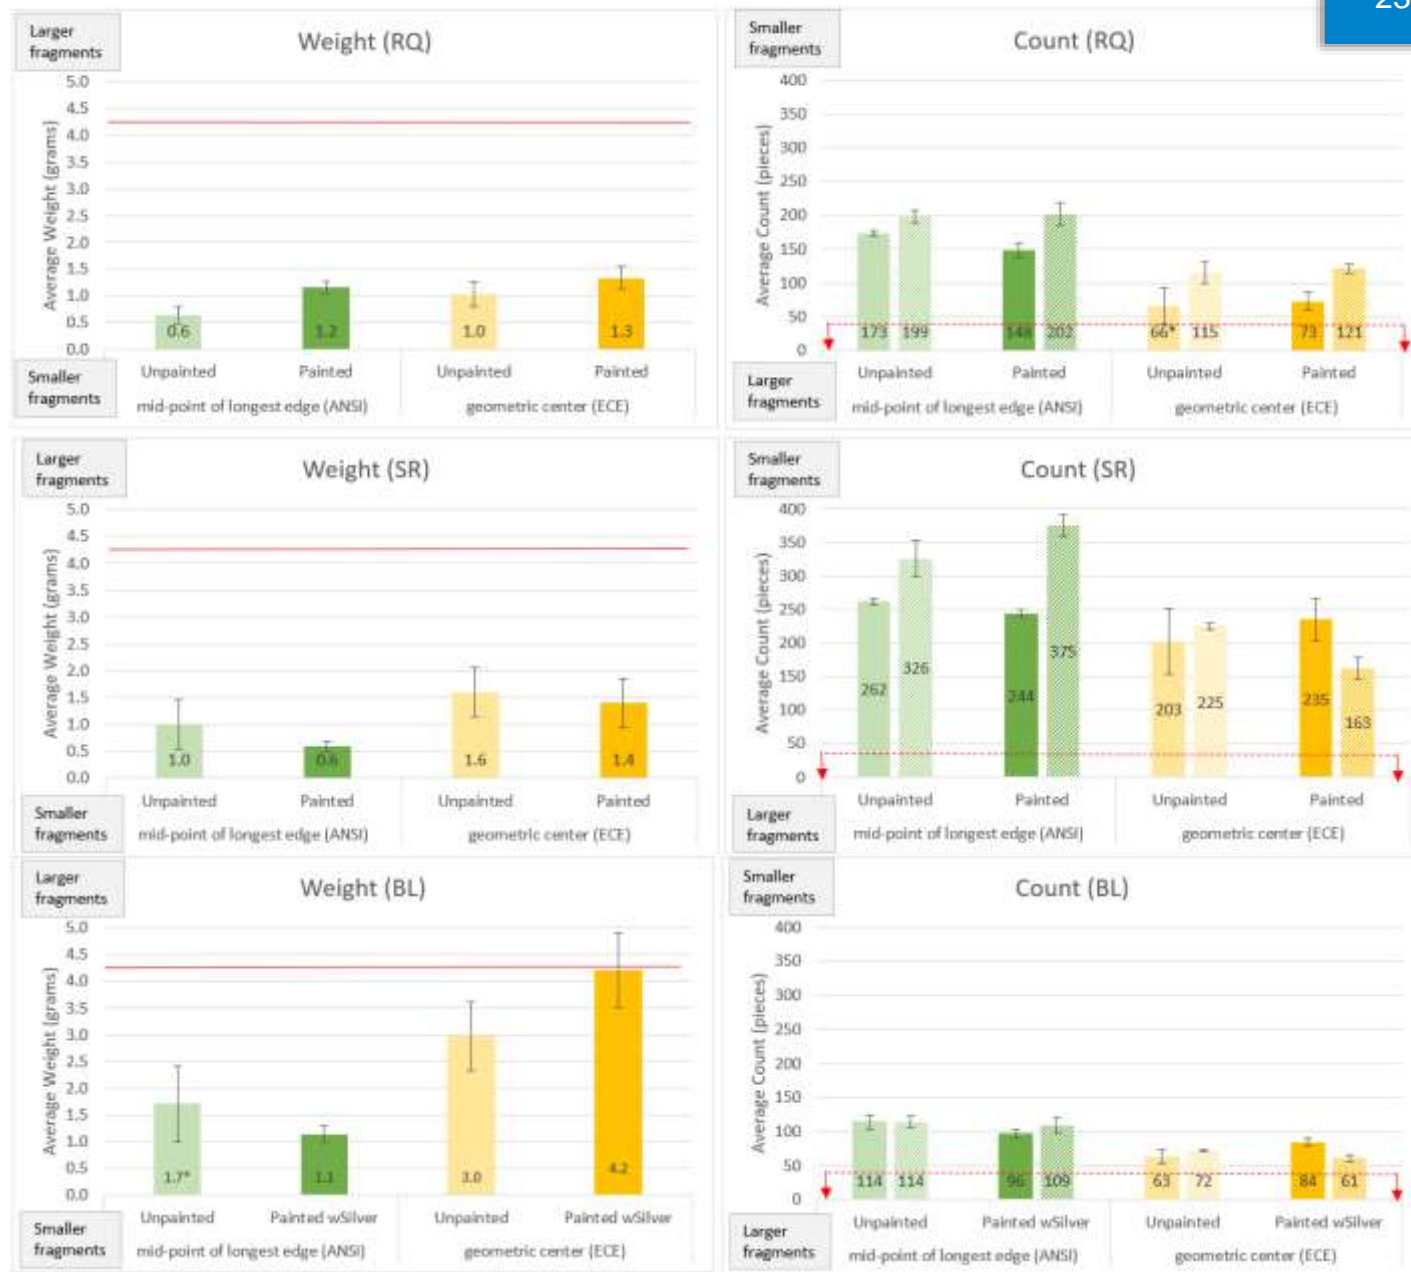 25
Larger
fragments
Weight (RQ)
5.0
4.5
4.0
3.5
3.0
2.5
2.0
1.5
1.0
0.5
0.0
Average Weight (grams)
0.6
1.2
1.0
1.3
Smaller
fragments
Unpainted Painted Unpainted Painted
mid-point of longest edge (ANSI) geometric center (ECE)
Smaller
fragments
Count (RQ)
400
350
300
250
200
150
100
50
0
Average Count (pieces)
173 199 148 202 66* 115 73 121
Larger
fragments
Unpainted Painted Unpainted Painted
mid-point of longest edge (ANSI) geometric center (ECE)
Larger
fragments
Weight (SR)
5.0
4.5
4.0
3.5
3.0
2.5
2.0
1.5
1.0
0.5
0.0
Average Weight (grams)
1.0
0.6
1.6
1.4
Smaller
fragments
Unpainted Painted Unpainted Painted
mid-point of longest edge (ANSI) geometric center (ECE)
Smaller
fragments
Count (SR)
400
350
300
250
200
150
100
50
0
Average Count (pieces)
262 326 244 375 203 225 235 163
Larger
fragments
Unpainted Painted Unpainted Painted
mid-point of longest edge (ANSI) geometric center (ECE)
Larger
fragments
Weight (BL)
5.0
4.5
4.0
3.5
3.0
2.5
2.0
1.5
1.0
0.5
0.0
Average Weight (grams)
1.7*
1.1
3.0
4.2
Smaller
fragments
Unpainted Painted wSilver Unpainted Painted wSilver
mid-point of longest edge (ANSI) geometric center (ECE)
Smaller
fragments
Count (BL)
400
350
300
250
200
150
100
50
0
Average Count (pieces)
114 114 96 109 63 72 84 61
Larger
fragments
Unpainted Painted wSilver Unpainted Painted wSilver
mid-point of longest edge (ANSI) geometric center (ECE)